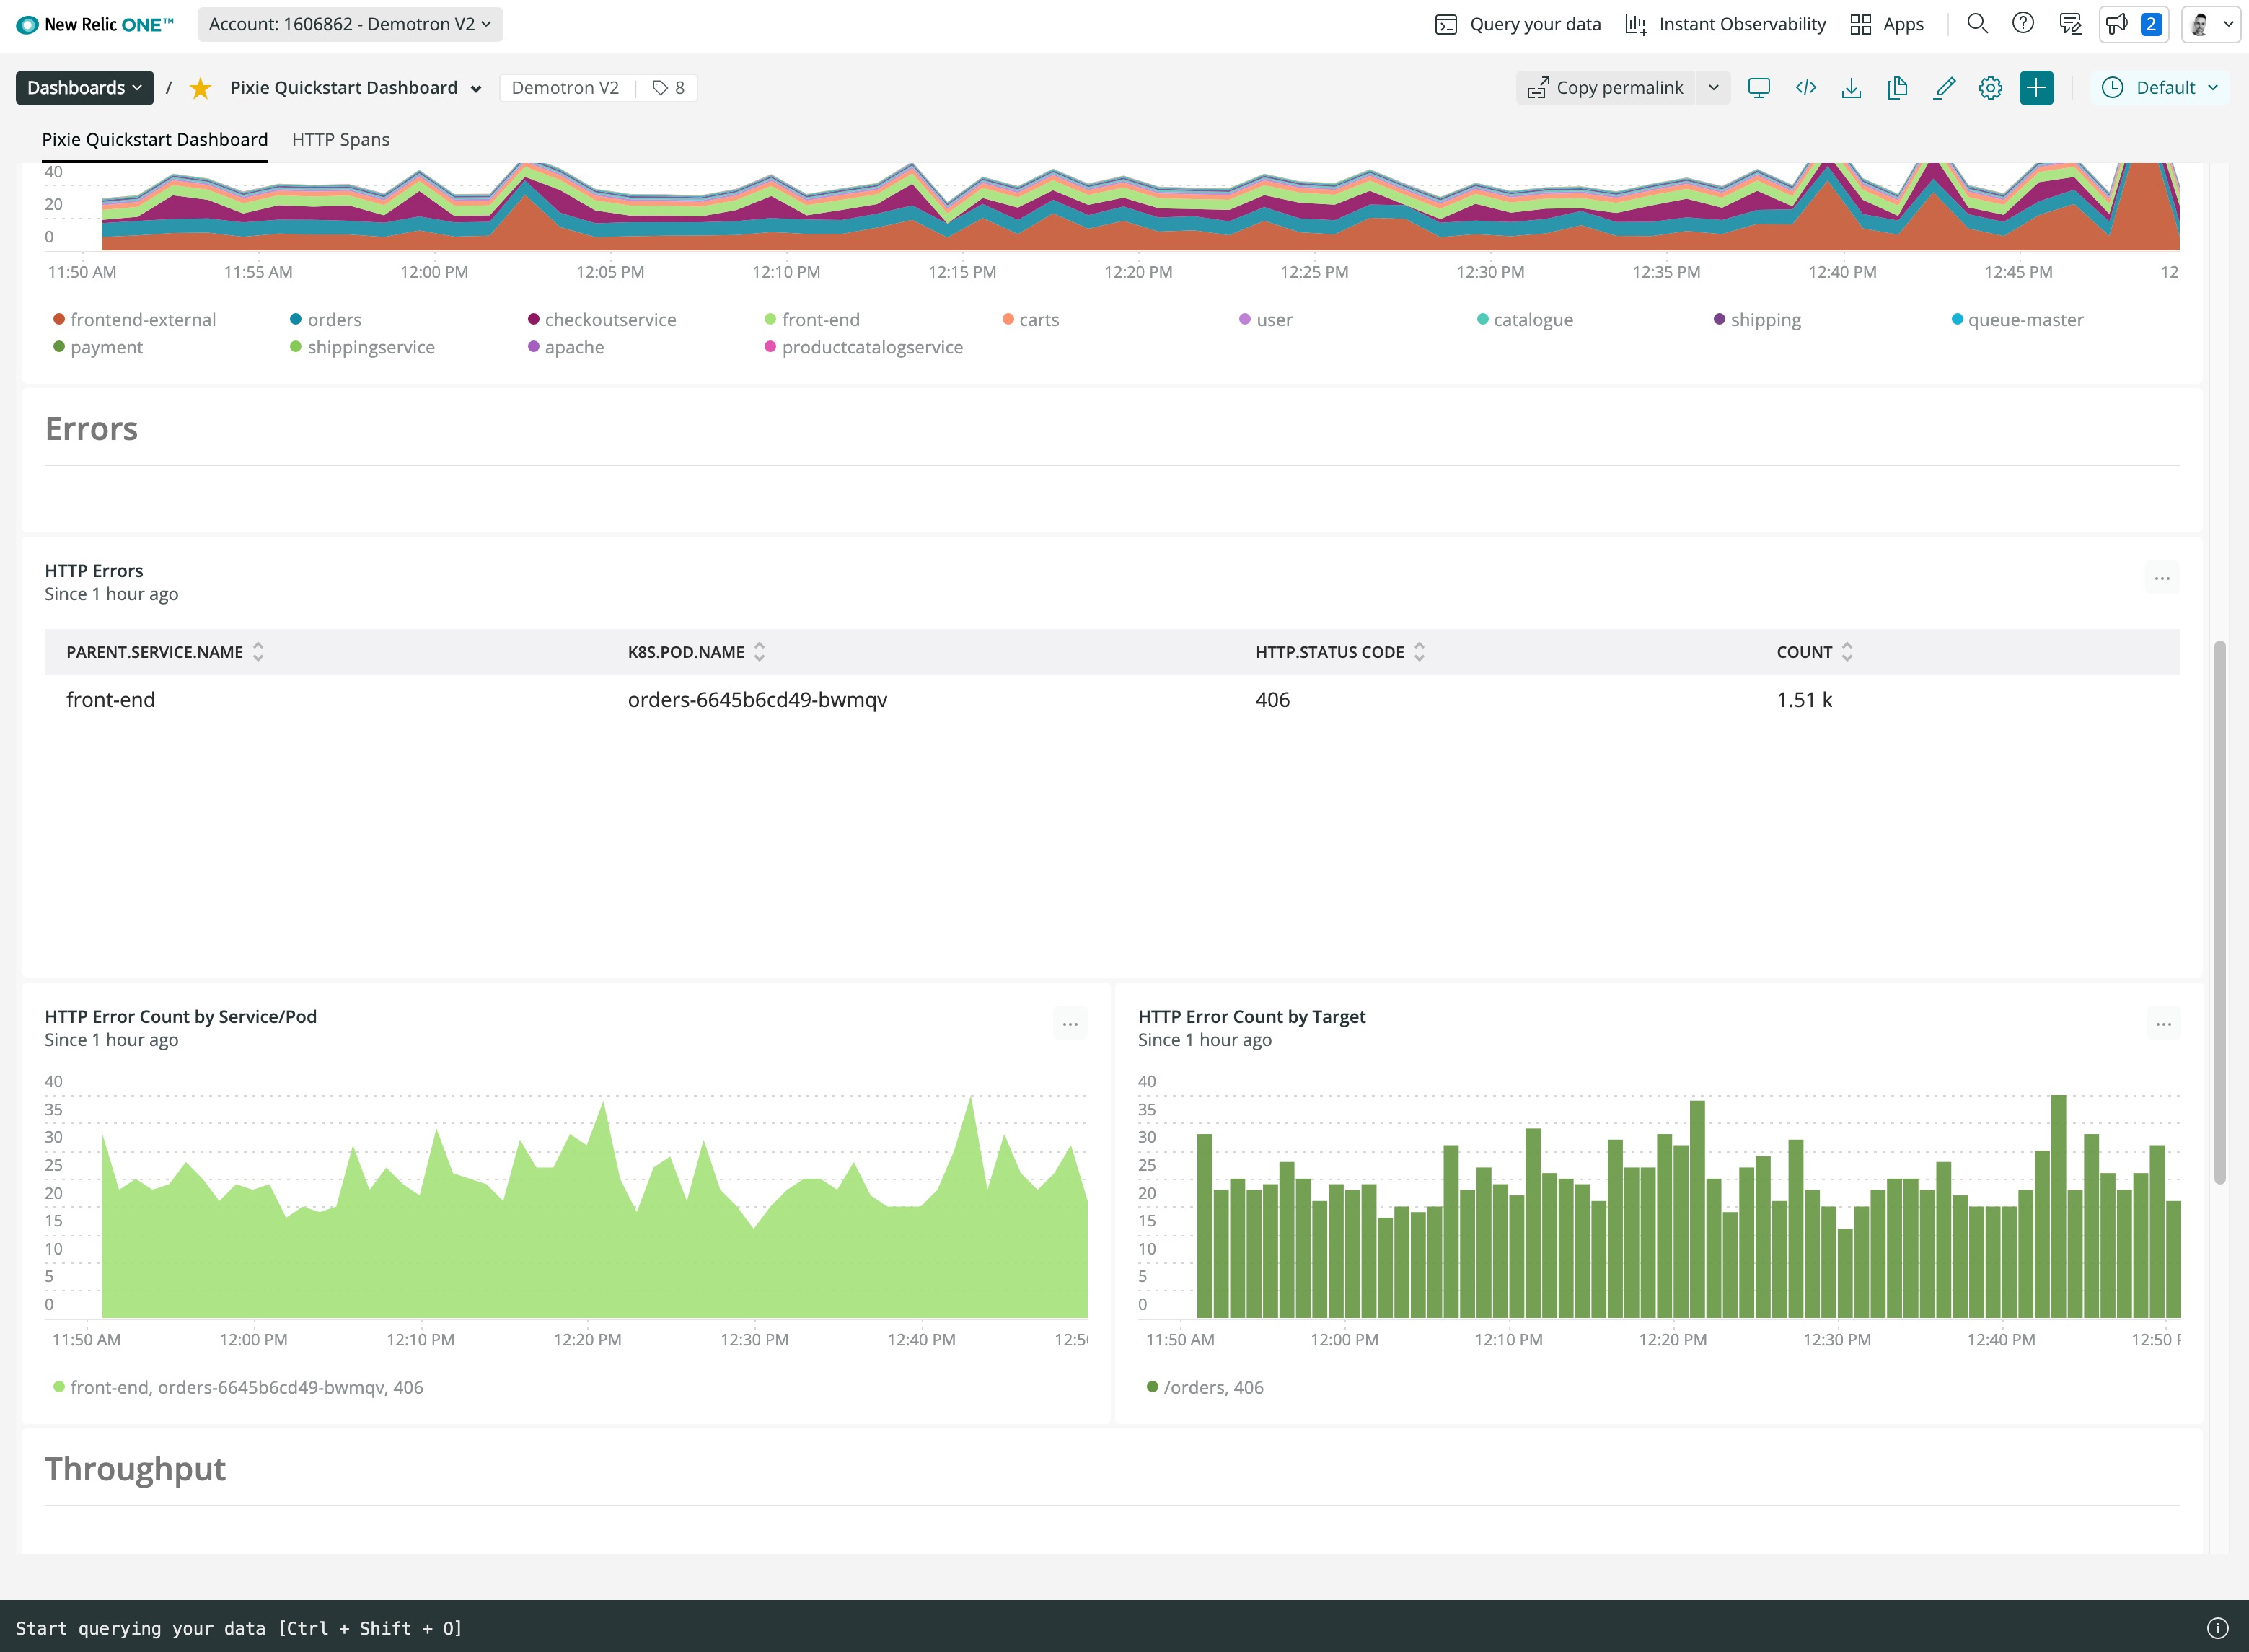 New Relic ONE™ Account: 1606862 - Demotron V2 Query your data Instant Observability Apps 2
Dashboards / Pixie Quickstart Dashboard Demotron V2 8 Copy permalink Default
Pixie Quickstart Dashboard HTTP Spans
40
20
0
11:50 AM 11:55 AM 12:00 PM 12:05 PM 12:10 PM 12:15 PM 12:20 PM 12:25 PM 12:30 PM 12:35 PM 12:40 PM 12:45 PM 12
frontend-external orders checkoutservice front-end carts user catalogue shipping queue-master
payment shippingservice apache productcatalogservice
Errors
HTTP Errors
Since 1 hour ago
PARENT.SERVICE.NAME K8S.POD.NAME HTTP.STATUS CODE COUNT
front-end orders-6645b6cd49-bwmqv 406 1.51 k
HTTP Error Count by Service/Pod
Since 1 hour ago
40
35
30
25
20
15
10
5
0
11:50 AM 12:00 PM 12:10 PM 12:20 PM 12:30 PM 12:40 PM 12:5
front-end, orders-6645b6cd49-bwmqv, 406
HTTP Error Count by Target
Since 1 hour ago
40
35
30
25
20
15
10
5
0
11:50 AM 12:00 PM 12:10 PM 12:20 PM 12:30 PM 12:40 PM 12:50
/orders, 406
Throughput
Start querying your data [Ctrl + Shift + O]